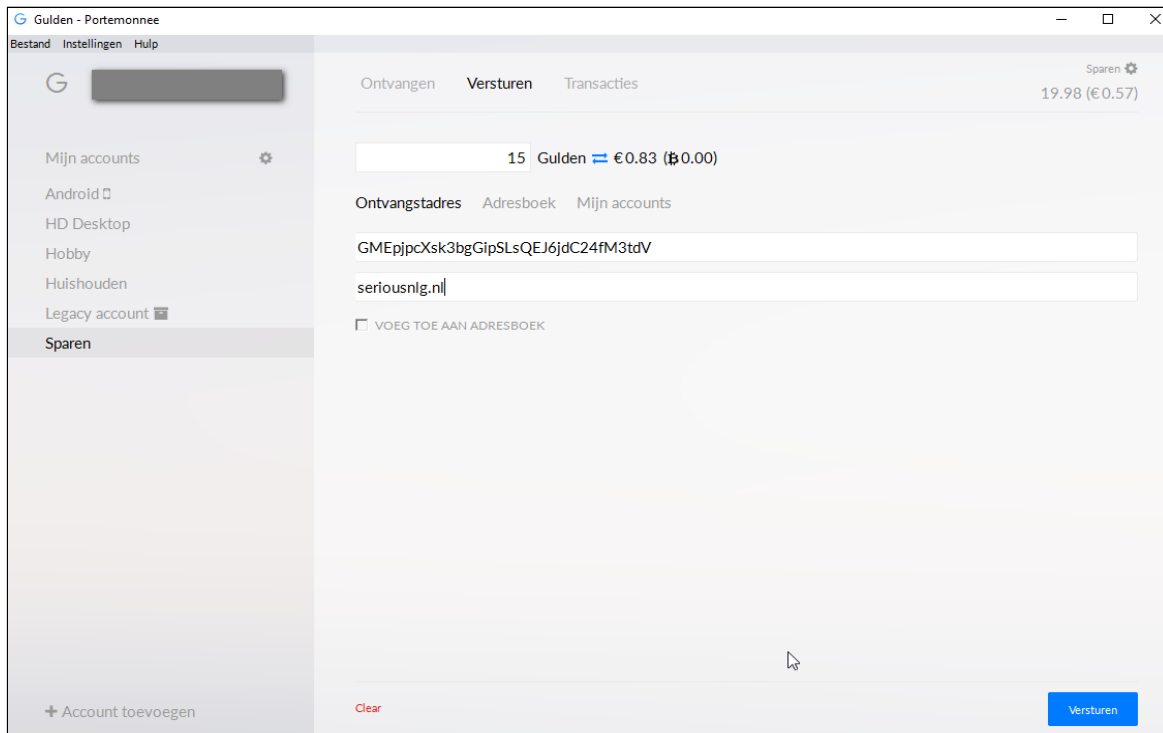 Gulden - Portemonnee
Bestand Instellingen Hulp
Ontvangen Versturen Transacties
Sparen
19.98 (€0.57)
Mijn accounts
Android
HD Desktop
Hobby
Huishouden
Legacy account
Sparen
15 Gulden €0.83 (₿0.00)
Ontvangstadres Adresboek Mijn accounts
GMEpjpcXsk3bgGipSLsQEJ6jdC24fM3tdV
seriousnlg.nl
VOEG TOE AAN ADRESBOEK
+ Account toevoegen
Clear
Versturen